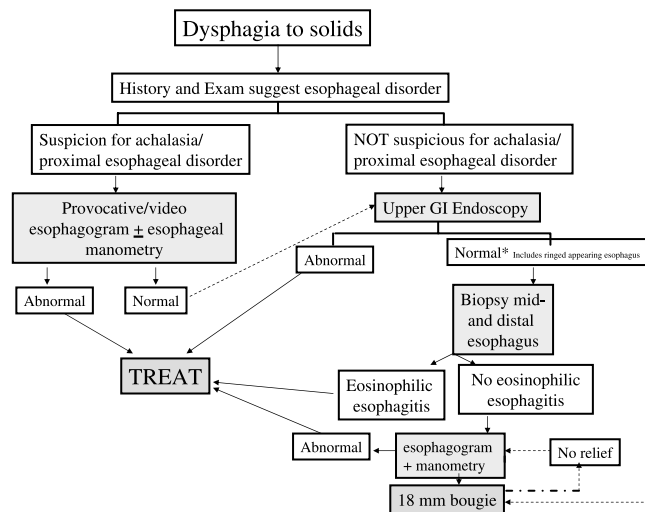 Dysphagia to solids
History and Exam suggest esophageal disorder
Suspicion for achalasia/
proximal esophageal disorder
NOT suspicious for achalasia/
proximal esophageal disorder
Provocative/video
esophagogram + esophageal
manometry
Upper GI Endoscopy
Abnormal
Normal
Abnormal
Normal* Includes ringed appearing esophagus
Biopsy mid-
and distal
esophagus
TREAT
Eosinophilic
esophagitis
No eosinophilic
esophagitis
Abnormal
esophagogram
+ manometry
No relief
18 mm bougie